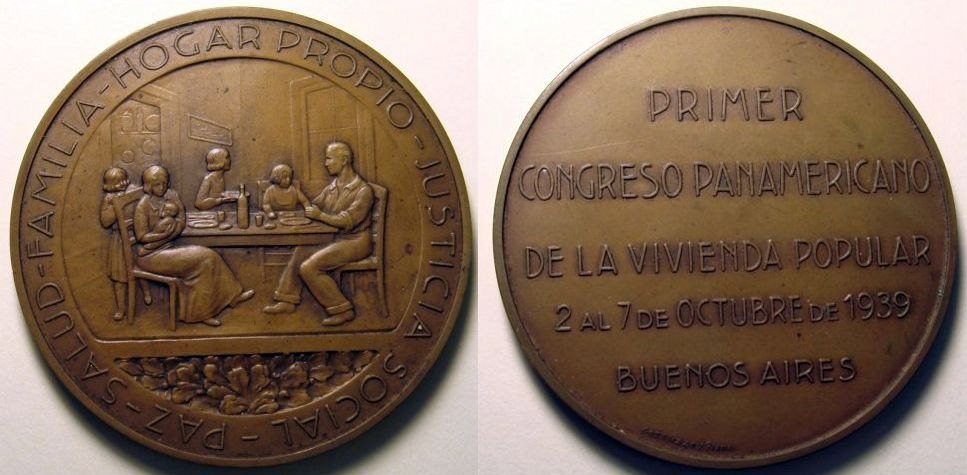 SALUD-FAMILIA-HOGAR PROPIO-JUSTICIA SOCIAL-PAZ-
PRIMER
CONGRESO PANAMERICANO
DE LA VIVIENDA POPULAR
2 AL 7 DE OCTUBRE DE 1939
BUENOS AIRES